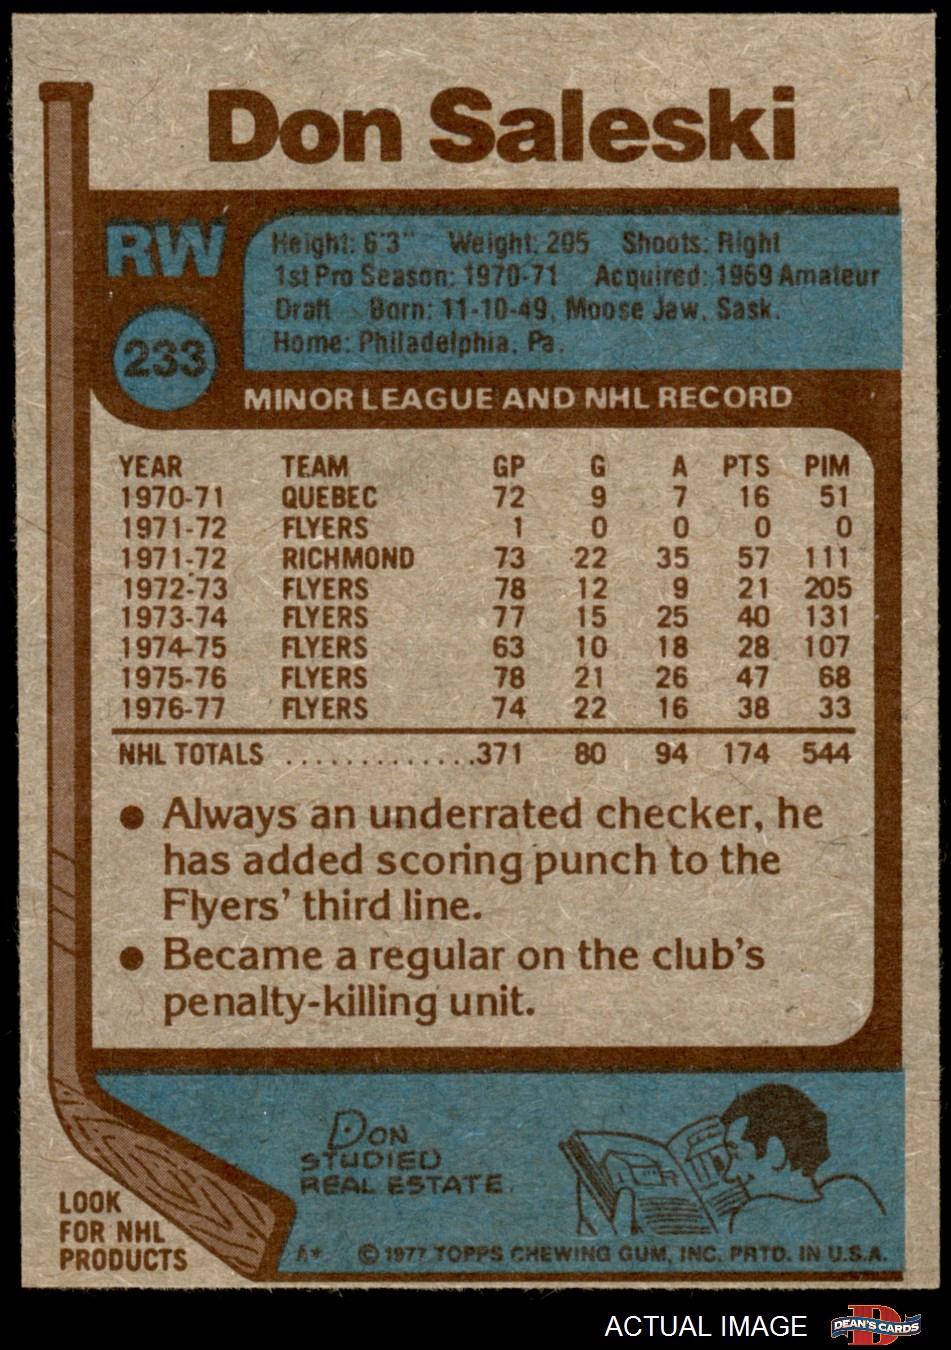 Don Saleski
RW
233
Height: 6'3" Weight: 205 Shoots: Right
1st Pro Season: 1970-71 Acquired: 1969 Amateur
Draft Born: 11-10-49, Moose Jaw, Sask.
Home: Philadelphia, Pa.
MINOR LEAGUE AND NHL RECORD
YEAR TEAM GP G A PTS PIM
1970-71 QUEBEC 72 9 7 16 51
1971-72 FLYERS 1 0 0 0 0
1971-72 RICHMOND 73 22 35 57 111
1972-73 FLYERS 78 12 9 21 205
1973-74 FLYERS 77 15 25 40 131
1974-75 FLYERS 63 10 18 28 107
1975-76 FLYERS 78 21 26 47 68
1976-77 FLYERS 74 22 16 38 33
NHL TOTALS .............371 80 94 174 544
● Always an underrated checker, he
has added scoring punch to the
Flyers' third line.
● Became a regular on the club's
penalty-killing unit.
DON
STUDIED
REAL ESTATE.
LOOK
FOR NHL
PRODUCTS
A* © 1977 TOPPS CHEWING GUM, INC. PRTD. IN U.S.A.
ACTUAL IMAGE
D
DEAN'S CARDS